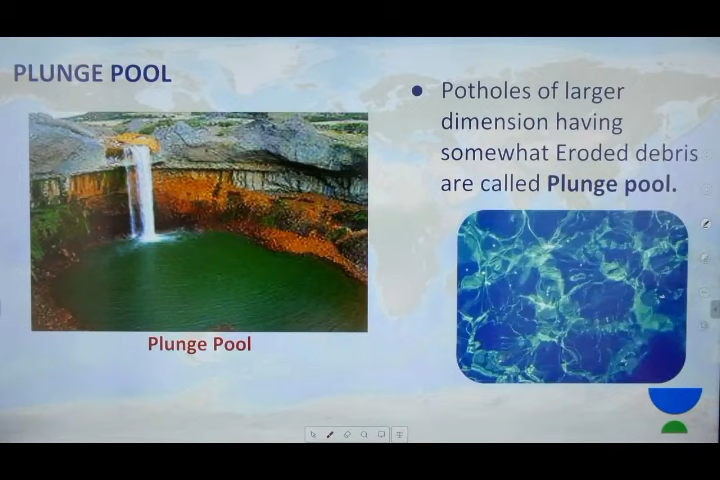 PLUNGE POOL
Potholes of larger
dimension having
somewhat Eroded debris
are called Plunge pool.
Plunge Pool